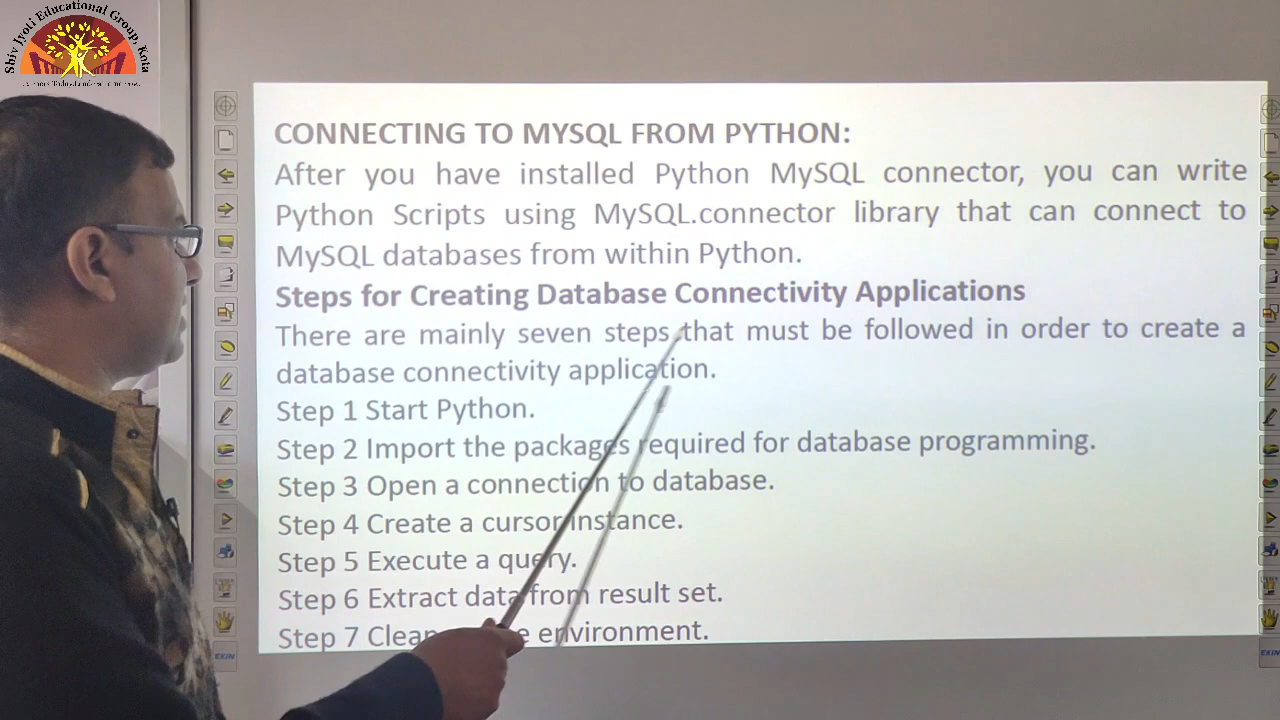 Shiv Jyoti Educational Group, Kota
CONNECTING TO MYSQL FROM PYTHON:
After you have installed Python MySQL connector, you can write
Python Scripts using MySQL.connector library that can connect to
MySQL databases from within Python.
Steps for Creating Database Connectivity Applications
There are mainly seven steps that must be followed in order to create a
database connectivity application.
Step 1 Start Python.
Step 2 Import the packages required for database programming.
Step 3 Open a connection to database.
Step 4 Create a cursor instance.
Step 5 Execute a query.
Step 6 Extract data from result set.
Step 7 Clean environment.
EXIN
EXIN